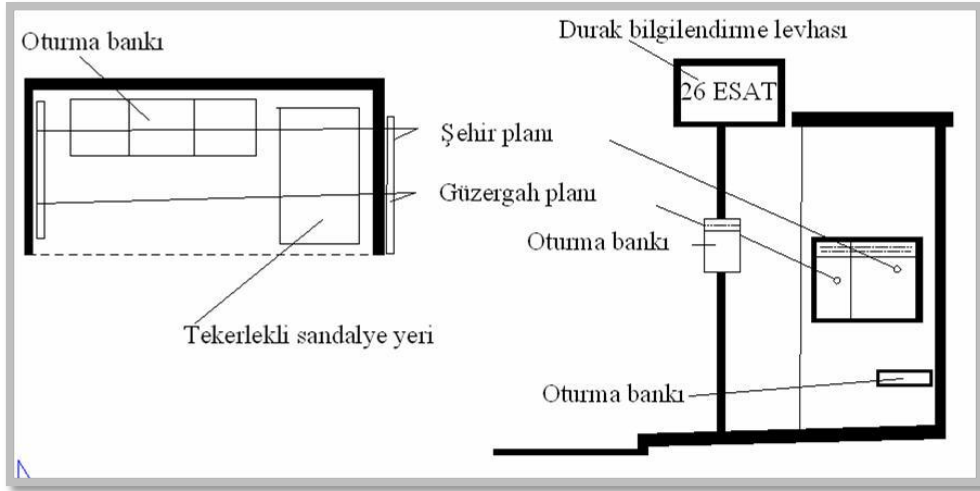 Oturma bankı
Durak bilgilendirme levhası
26 ESAT
Şehir planı
Güzergah planı
Oturma bankı
Tekerlekli sandalye yeri
Oturma bankı